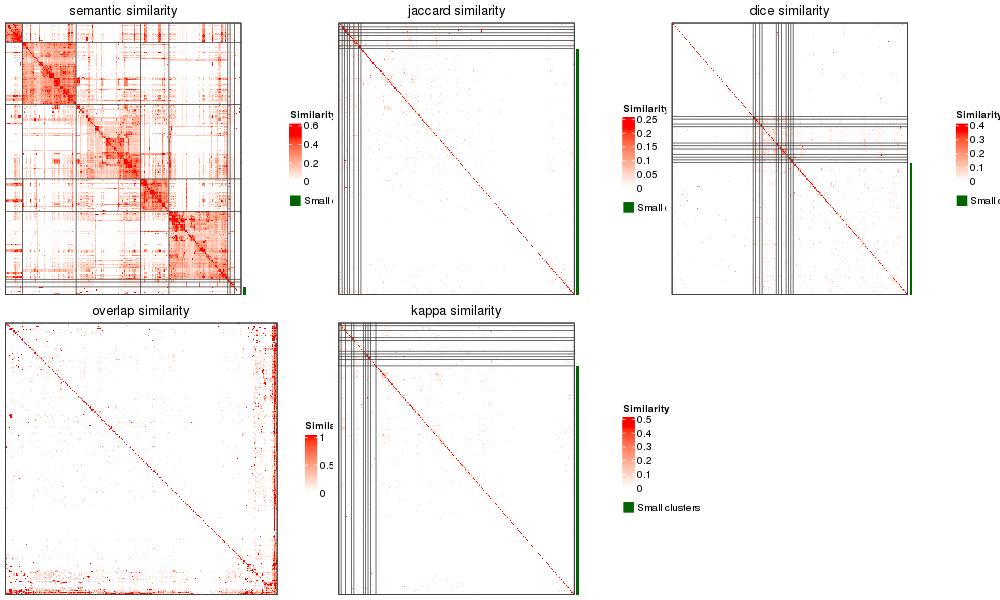 semantic similarity
Similarity
0.6
0.4
0.2
0
Small
jaccard similarity
Similarity
0.25
0.2
0.15
0.1
0.05
0
Small
dice similarity
Similarity
0.4
0.3
0.2
0.1
0
Small
overlap similarity
Simila
1
0.5
0
kappa similarity
Similarity
0.5
0.4
0.3
0.2
0.1
0
Small clusters